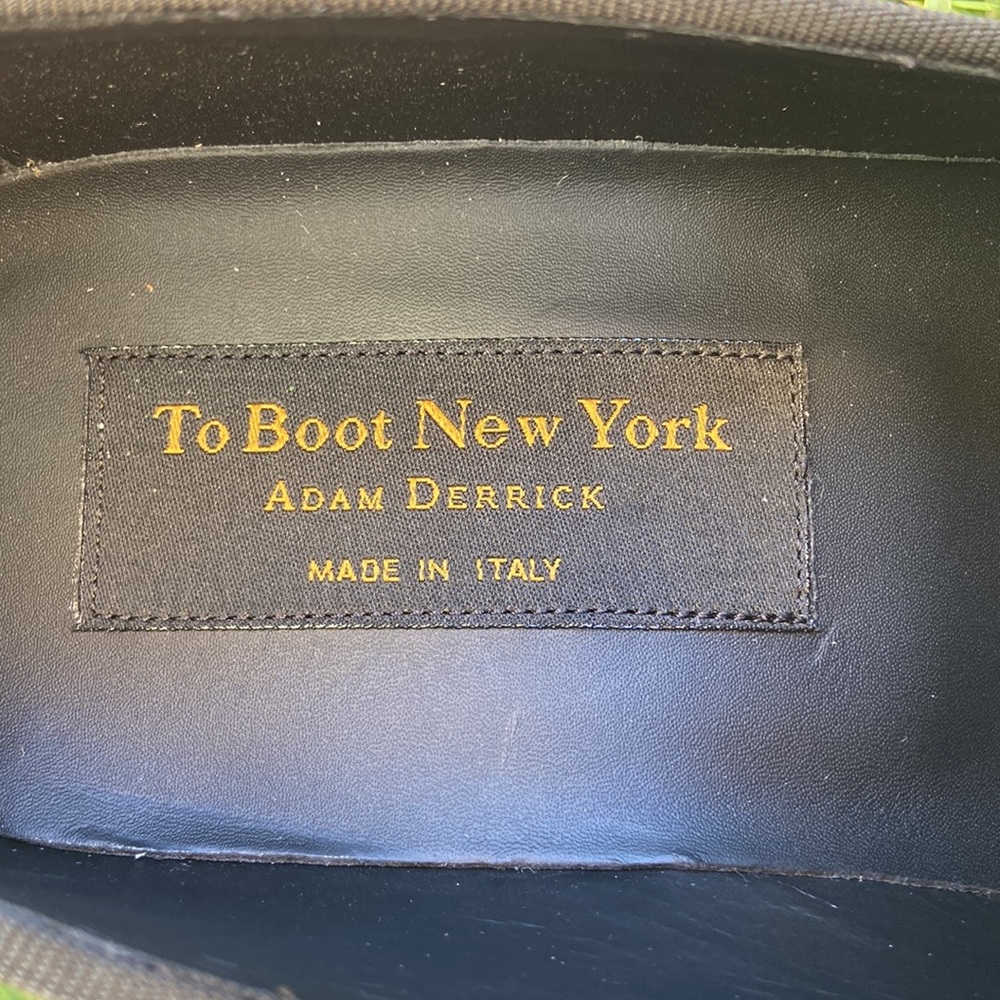 To Boot New York
ADAM DERRICK
MADE IN ITALY